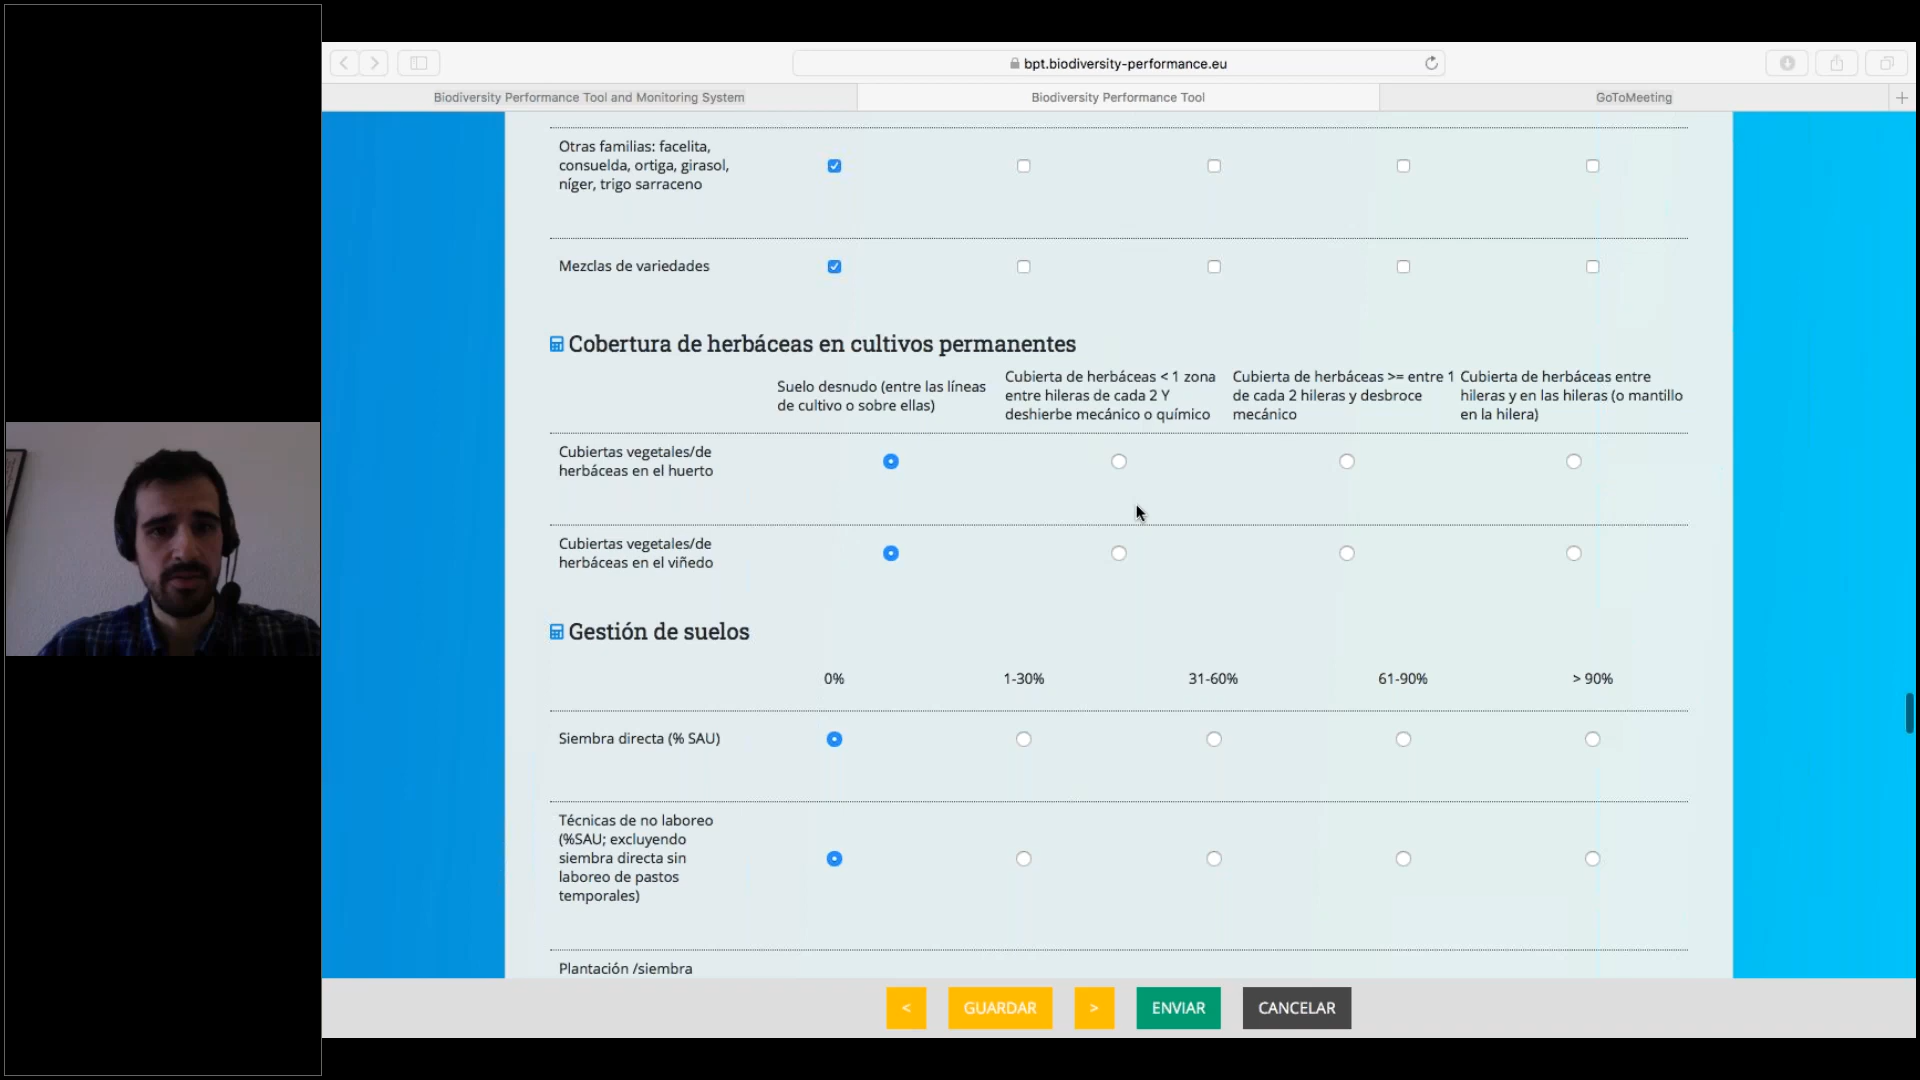 bpt.biodiversity-performance.eu
Biodiversity Performance Tool and Monitoring System
Biodiversity Performance Tool
GoToMeeting
Otras familias: facelita,
consuelda, ortiga, girasol,
níger, trigo sarraceno
Mezclas de variedades
Cobertura de herbáceas en cultivos permanentes
Suelo desnudo (entre las líneas
de cultivo o sobre ellas)
Cubierta de herbáceas < 1 zona
entre hileras de cada 2 Y
deshierbe mecánico o químico
Cubierta de herbáceas >= entre 1
de cada 2 hileras y desbroce
mecánico
Cubierta de herbáceas entre
hileras y en las hileras (o mantillo
en la hilera)
Cubiertas vegetales/de
herbáceas en el huerto
Cubiertas vegetales/de
herbáceas en el viñedo
Gestión de suelos
0%
1-30%
31-60%
61-90%
> 90%
Siembra directa (% SAU)
Técnicas de no laboreo
(%SAU; excluyendo
siembra directa sin
laboreo de pastos
temporales)
Plantación /siembra
<
GUARDAR
>
ENVIAR
CANCELAR